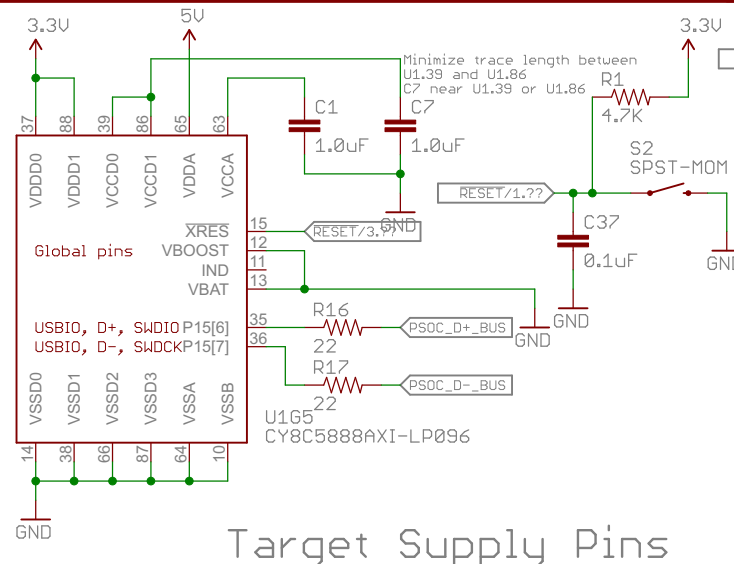 3.3V
5V
3.3V
Minimize trace length between
U1.39 and U1.86
C7 near U1.39 or U1.86
37
88
39
86
65
63
C1
1.0uF
C7
1.0uF
R1
4.7K
S2
SPST-MOM
VDDD0
VDDD1
VCCD0
VCCD1
VDDA
VCCA
RESET/1.??
GND
C37
0.1uF
GND
GND
XRES
15
RESET/3.??
Global pins
VBOOST
12
IND
11
VBAT
13
GND
R16
22
USBIO, D+, SWDIO P15[6]
35
PSOC_D+_BUS
USBIO, D-, SWDCK P15[7]
36
R17
22
PSOC_D-_BUS
VSSD0
VSSD1
VSSD2
VSSD3
VSSA
VSSB
U1G5
CY8C5888AXI-LP096
14
38
66
87
64
10
GND
Target Supply Pins